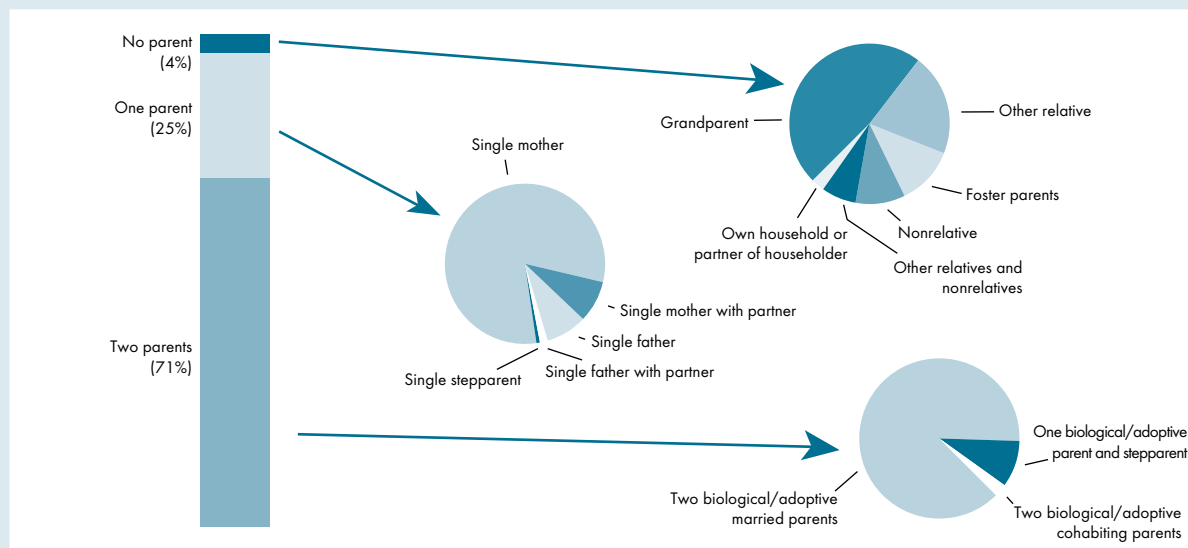 No parent
(4%)
One parent
(25%)
Two parents
(71%)
Grandparent
Other relative
Foster parents
Nonrelative
Other relatives and
nonrelatives
Own household or
partner of householder
Single mother
Single mother with partner
Single father
Single father with partner
Single stepparent
One biological/adoptive
parent and stepparent
Two biological/adoptive
cohabiting parents
Two biological/adoptive
married parents